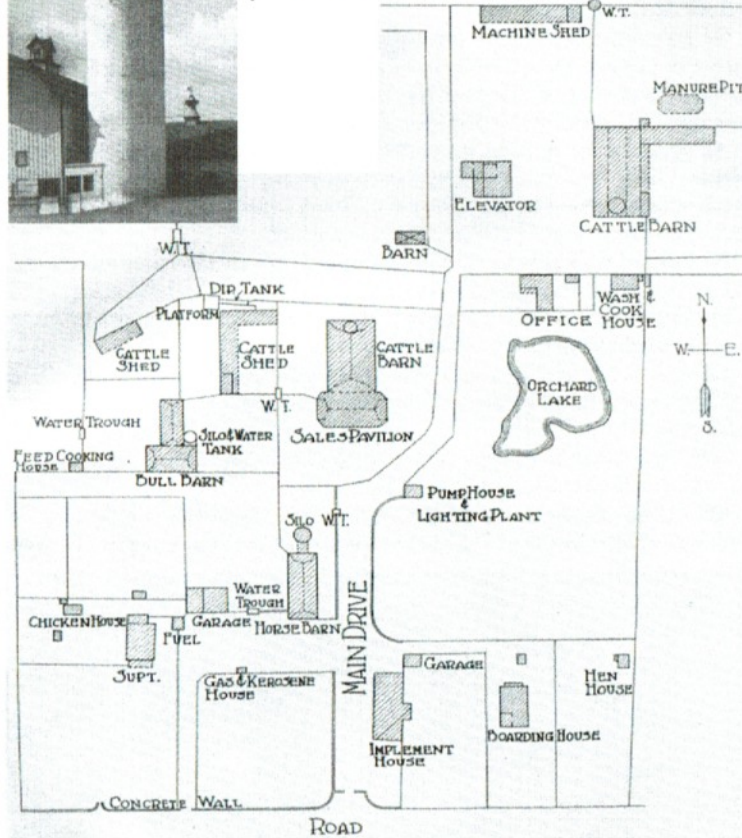 W.T.
MACHINE SHED
MANURE PIT
ELEVATOR
CATTLE BARN
W.T.
BARN
DIP TANK
PLATFORM
OFFICE
WASH &
COOK
HOUSE
N.
W. E.
S.
CATTLE
SHED
CATTLE
SHED
CATTLE
BARN
ORCHARD
LAKE
W.T.
WATER TROUGH
SILO & WATER
TANK
SALES PAVILION
FEED COOKING
HOUSE
BULL BARN
PUMP HOUSE
&
LIGHTING PLANT
SILO
W.T.
WATER
TROUGH
CHICKEN HOUSE
GARAGE
HORSE BARN
FUEL
MAIN DRIVE
SUPT.
GAS & KEROSENE
HOUSE
GARAGE
HEN
HOUSE
IMPLEMENT
HOUSE
BOARDING HOUSE
CONCRETE WALL
ROAD